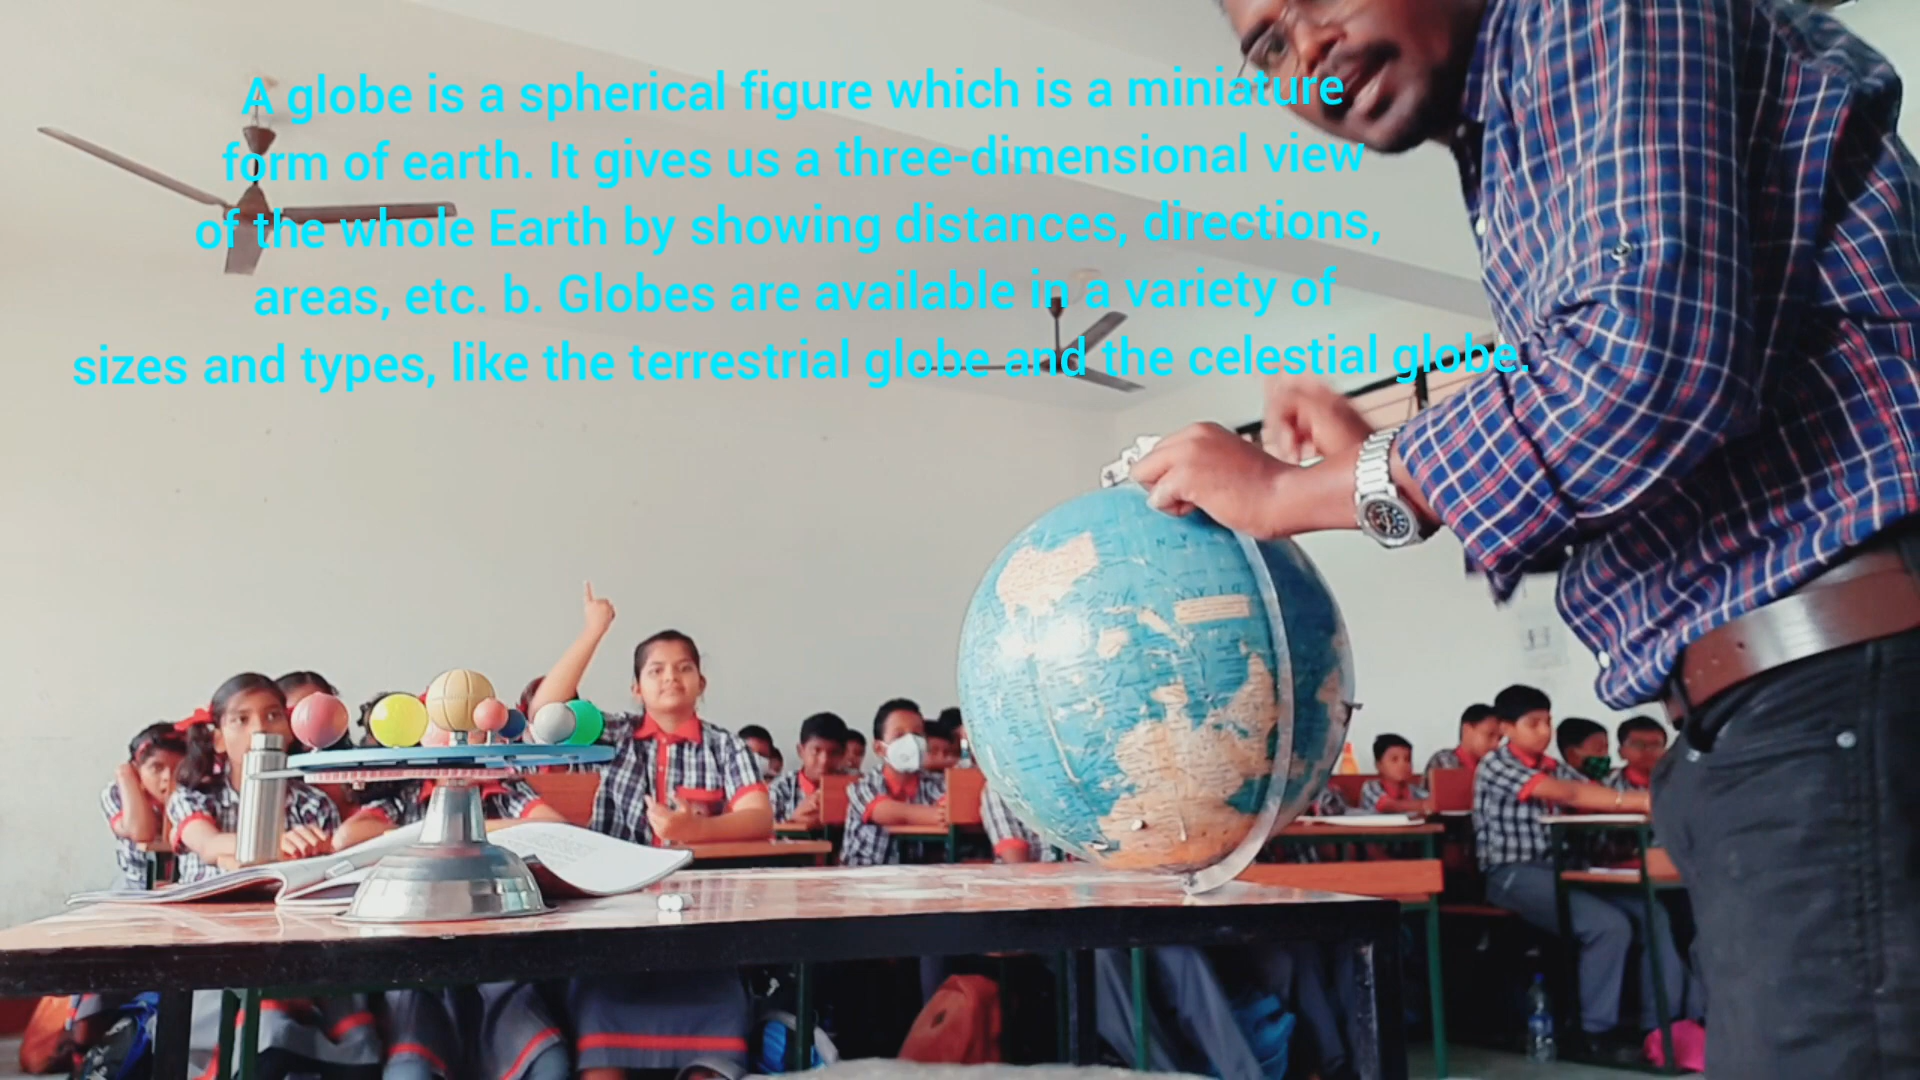 A globe is a spherical figure which is a miniature
form of earth. It gives us a three-dimensional view
of the whole Earth by showing distances, directions,
areas, etc. b. Globes are available in a variety of
sizes and types, like the terrestrial globe and the celestial globe.